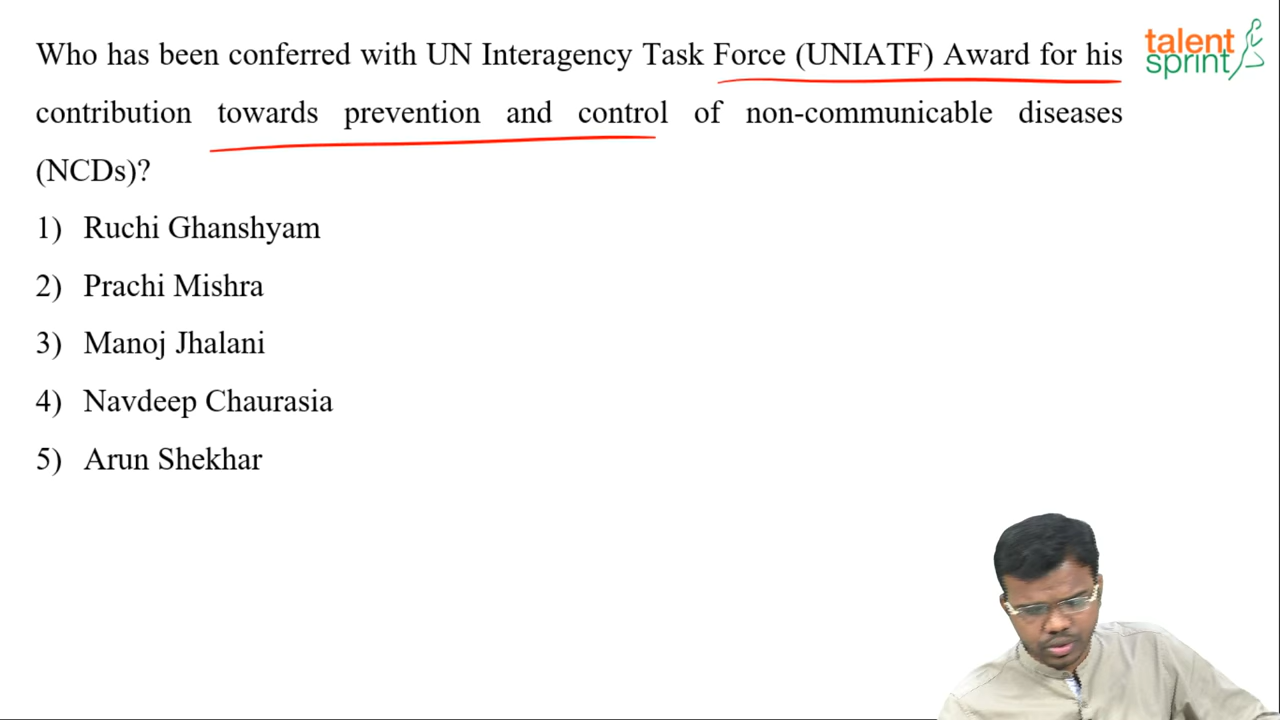 Who has been conferred with UN Interagency Task Force (UNIATF) Award for his
contribution towards prevention and control of non-communicable diseases
(NCDs)?
1) Ruchi Ghanshyam
2) Prachi Mishra
3) Manoj Jhalani
4) Navdeep Chaurasia
5) Arun Shekhar
talent
sprint